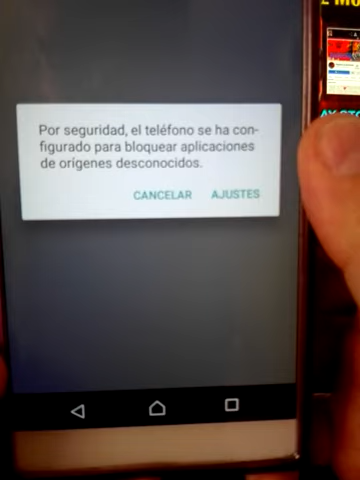 Por seguridad, el teléfono se ha con-
figurado para bloquear aplicaciones
de orígenes desconocidos.
CANCELAR AJUSTES